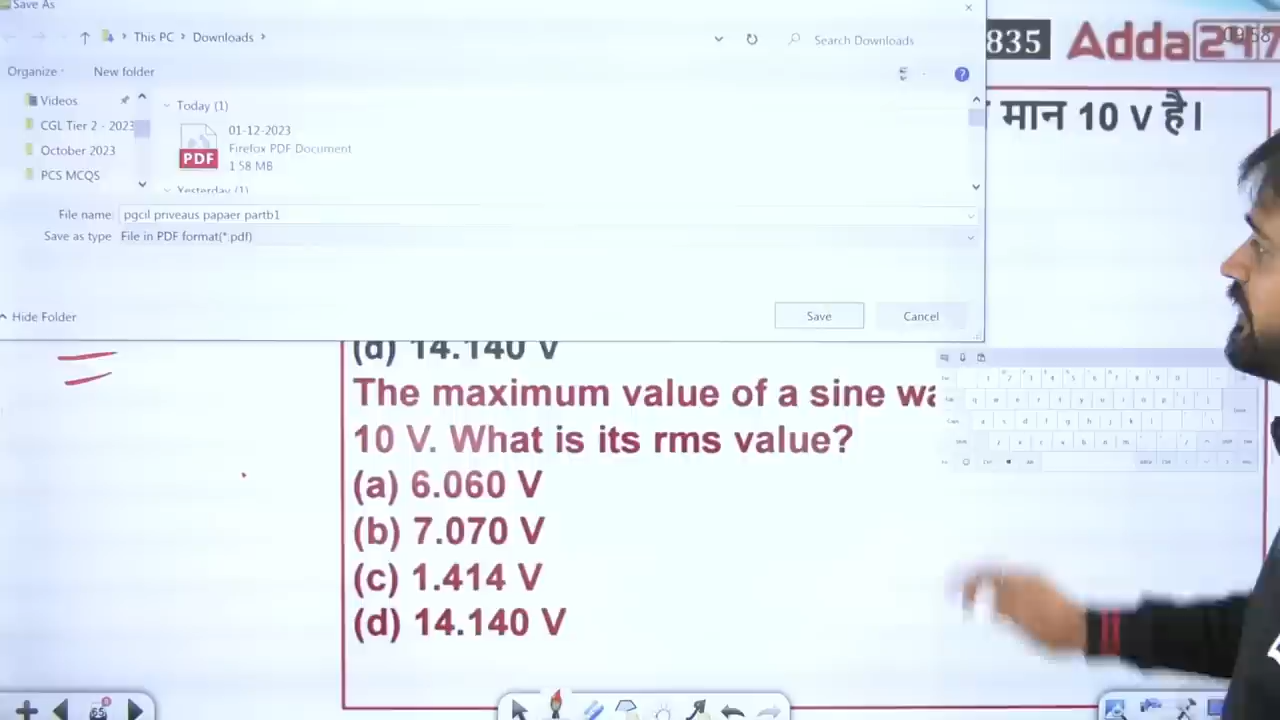 Save As
This PC
Downloads
Search Downloads
Organize
New folder
Videos
CGL Tier 2 - 2023
October 2023
PCS MCQS
Today (1)
01-12-2023
Firefox PDF Document
1.58 MB
PDF
Yesterday (1)
File name: pgcil priveaus papaer partb1
Save as type File in PDF format(*.pdf)
Hide Folder
Save
Cancel
835
Adda247
मान 10 V है।
(d) 14.140 V
The maximum value of a sine
10 V. What is its rms value?
(a) 6.060 V
(b) 7.070 V
(c) 1.414 V
(d) 14.140 V
65